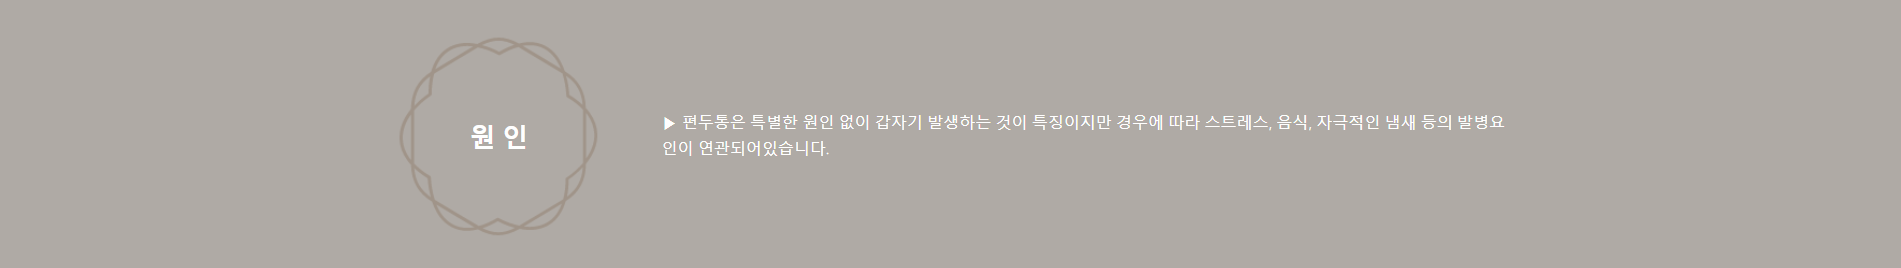 원 인
▶ 편두통은 특별한 원인 없이 갑자기 발생하는 것이 특징이지만 경우에 따라 스트레스, 음식, 자극적인 냄새 등의 발병요
인이 연관되어있습니다.